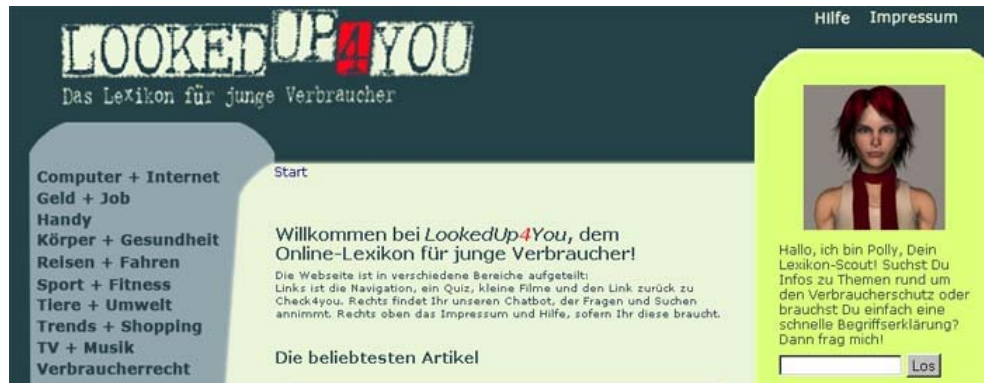 Hilfe Impressum
LOOKEDUP4YOU
Das Lexikon für junge Verbraucher
Computer + Internet
Geld + Job
Handy
Körper + Gesundheit
Reisen + Fahren
Sport + Fitness
Tiere + Umwelt
Trends + Shopping
TV + Musik
Verbraucherrecht
Start
Willkommen bei LookedUp4You, dem
Online-Lexikon für junge Verbraucher!
Die Webseite ist in verschiedene Bereiche aufgeteilt:
Links ist die Navigation, ein Quiz, kleine Filme und den Link zurück zu
Check4you. Rechts findet Ihr unseren Chatbot, der Fragen und Suchen
annimmt. Rechts oben das Impressum und Hilfe, sofern Ihr diese braucht.
Die beliebtesten Artikel
Hallo, ich bin Polly, Dein
Lexikon-Scout! Suchst Du
Infos zu Themen rund um
den Verbraucherschutz oder
brauchst Du einfach eine
schnelle Begriffserklärung?
Dann frag mich!
Los